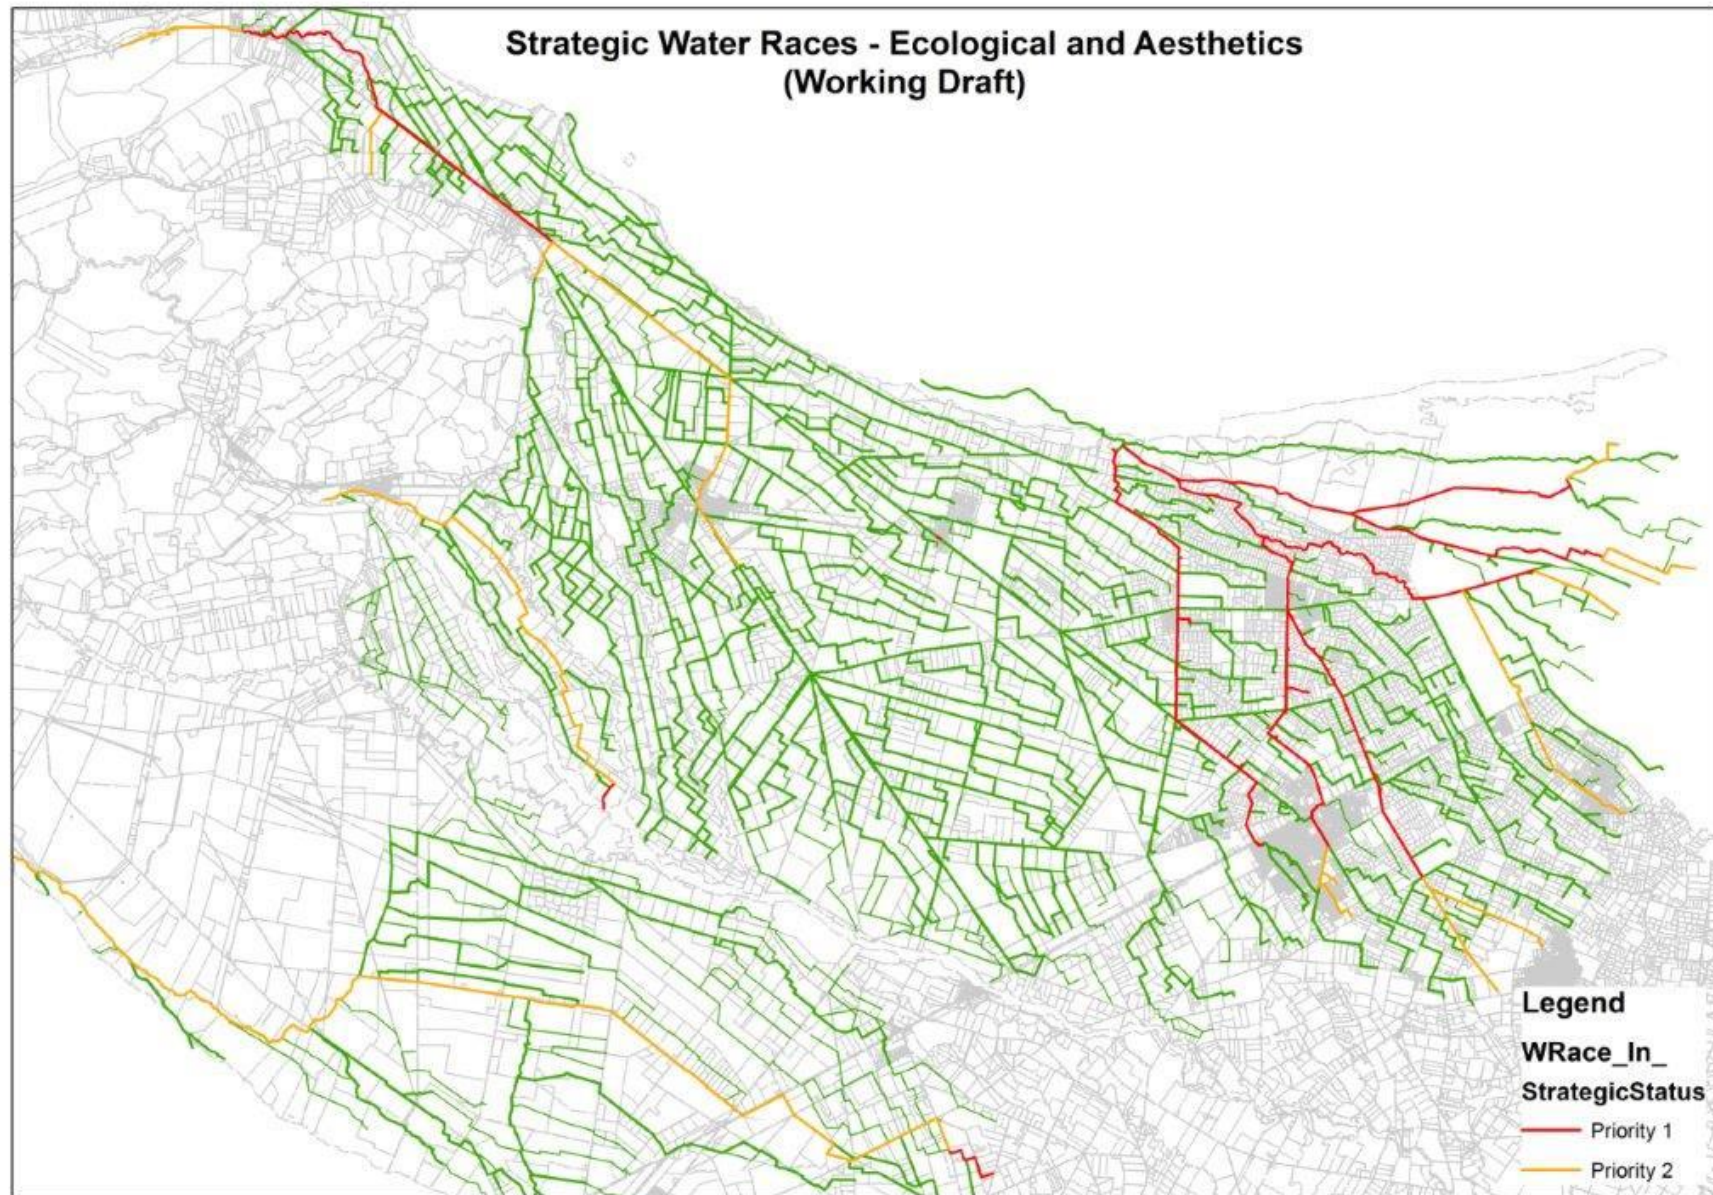 Strategic Water Races - Ecological and Aesthetics
(Working Draft)
Legend
WRace_In_
StrategicStatus
Priority 1
Priority 2